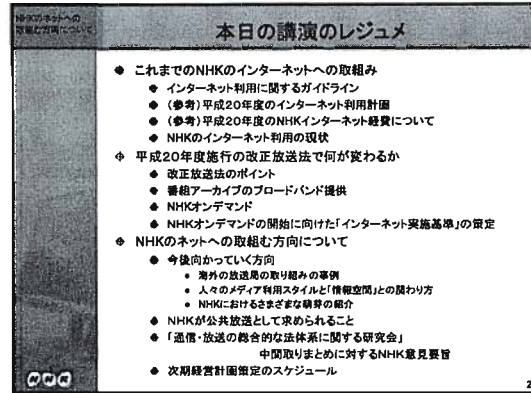 NHKのネットへの
取組む方向について
本日の講演のレジュメ
これまでのNHKのインターネットへの取組み
インターネット利用に関するガイドライン
(参考)平成20年度のインターネット利用計画
(参考)平成20年度のNHKインターネット経費について
NHKのインターネット利用の現状
平成20年度施行の改正放送法で何が変わるか
改正放送法のポイント
番組アーカイブのブロードバンド提供
NHKオンデマンド
NHKオンデマンドの開始に向けた「インターネット実施基準」の策定
NHKのネットへの取組む方向について
今後向かっていく方向
海外の放送局の取り組みの事例
人々のメディア利用スタイルと「情報空間」との関わり方
NHKにおけるさまざまな萌芽の紹介
NHKが公共放送として求められること
「通信・放送の総合的な法体系に関する研究会」
中間取りまとめに対するNHK意見要旨
次期経営計画策定のスケジュール
2